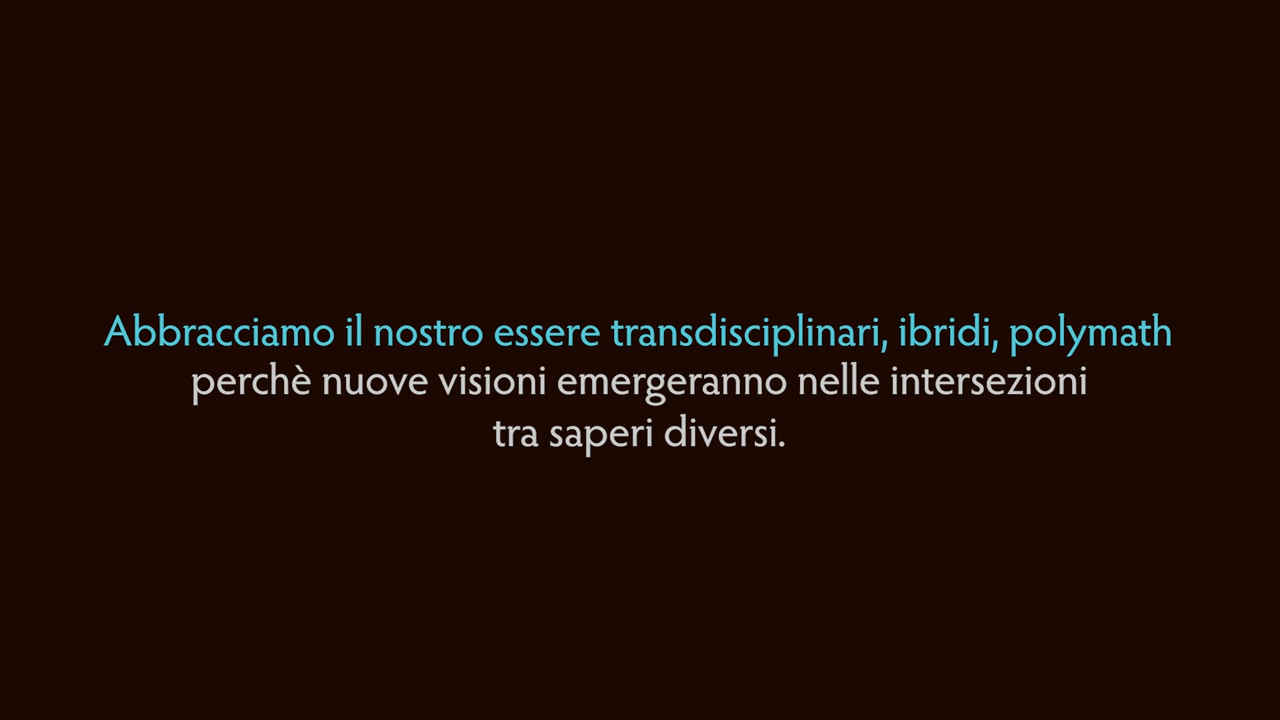 Abbracciamo il nostro essere transdisciplinari, ibridi, polymath
perchè nuove visioni emergeranno nelle intersezioni
tra saperi diversi.